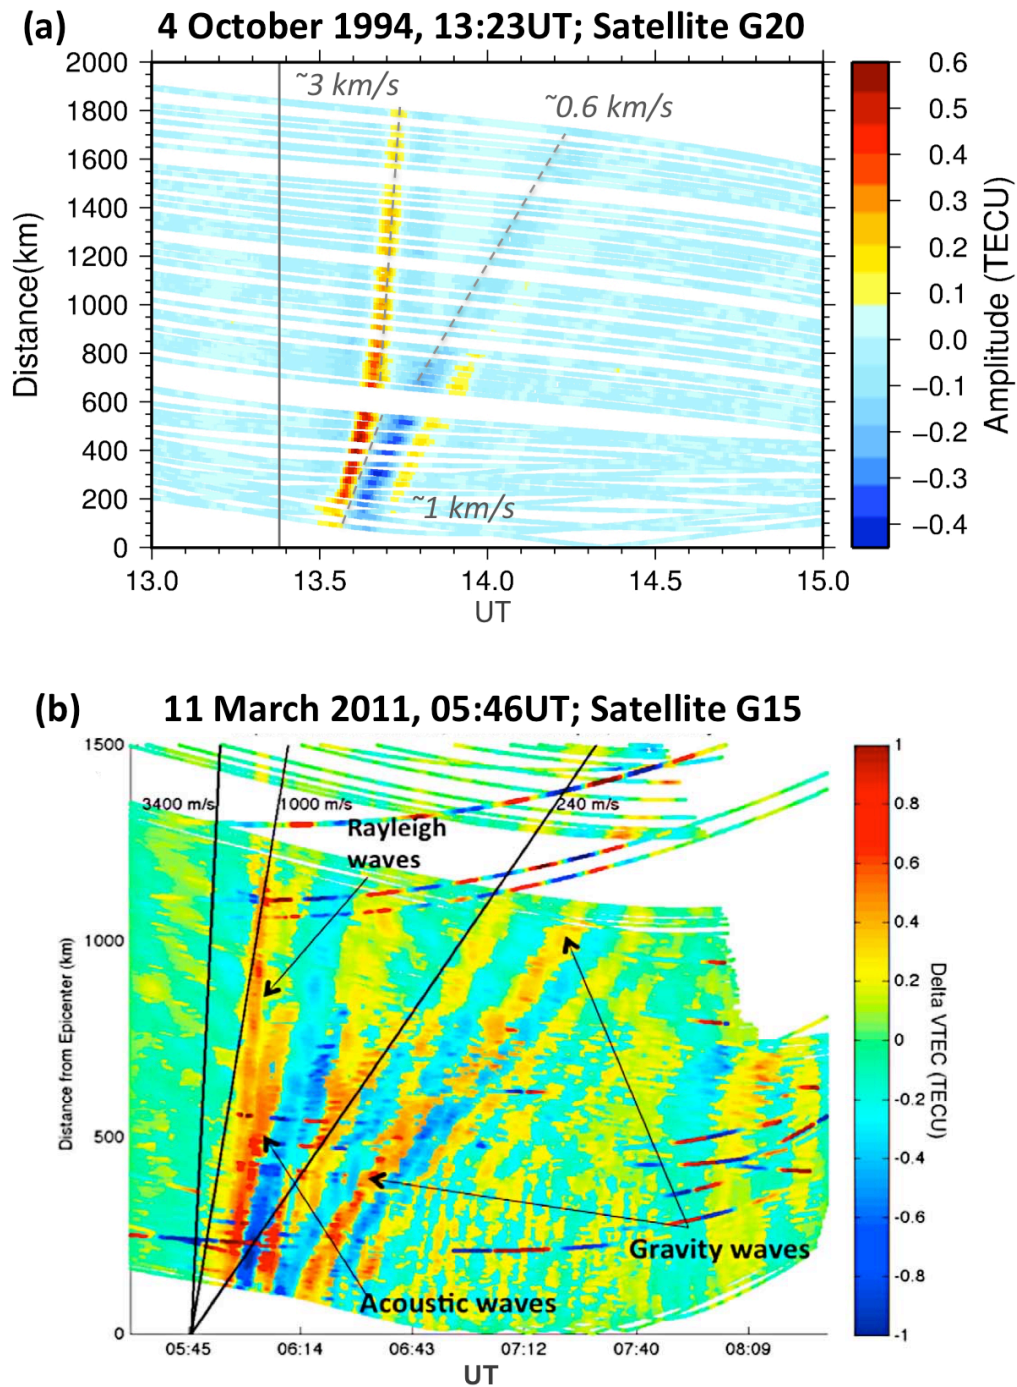 (a) 4 October 1994, 13:23UT; Satellite G20
2000
1800
1600
1400
1200
1000
800
600
400
200
0
Distance(km)
~3 km/s
~0.6 km/s
~1 km/s
13.0 13.5 14.0 14.5 15.0
UT
0.6
0.5
0.4
0.3
0.2
0.1
0.0
−0.1
−0.2
−0.3
−0.4
Amplitude (TECU)
(b) 11 March 2011, 05:46UT; Satellite G15
1500
1000
500
0
Distance from Epicenter (km)
3400 m/s 1000 m/s 240 m/s
Rayleigh
waves
Gravity waves
Acoustic waves
05:45 06:14 06:43 07:12 07:40 08:09
UT
1
0.8
0.6
0.4
0.2
0
-0.2
-0.4
-0.6
-0.8
-1
Delta VTEC (TECU)